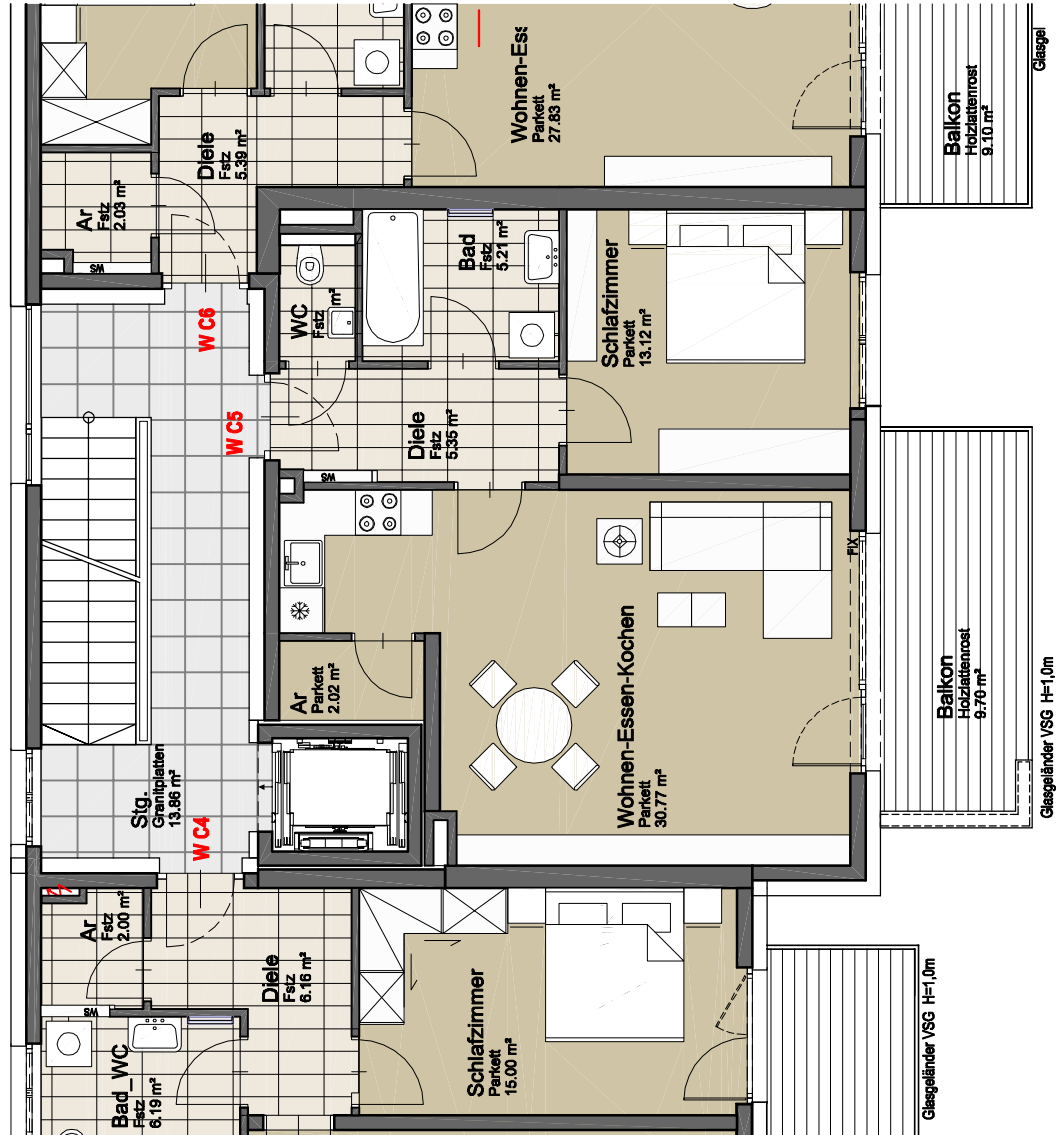 Wohnen-Ess
Parkett
27.83 m²
Glasgel
Balkon
Holzlattenrost
9.10 m²
Diele
Fstz
5.39 m²
Ar
Fstz
2.03 m²
WS
W C6
WC
Fstz
m²
Bad
Fstz
5.21 m²
Schlafzimmer
Parkett
13.12 m²
W C5
Diele
Fstz
5.35 m²
WS
FIX
Ar
Parkett
2.02 m²
Wohnen-Essen-Kochen
Parkett
30.77 m²
Balkon
Holzlattenrost
9.70 m²
Glasgeländer VSG H=1,0m
Stg.
Granitplatten
13.86 m²
W C4
Ar
Fstz
2.00 m²
WS
Diele
Fstz
6.16 m²
Schlafzimmer
Parkett
15.00 m²
Glasgeländer VSG H=1,0m
Bad_WC
Fstz
6.19 m²